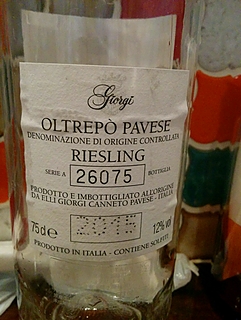 Giorgi
OLTREPÒ PAVESE
DENOMINAZIONE DI ORIGINE CONTROLLATA
RIESLING
SERIE A 26075 BOTTIGLIA
PRODOTTO E IMBOTTIGLIATO ALL'ORIGINE
DA F.LLI GIORGI CANNETO PAVESE - ITALIA
75cl e 2015 12% vol
PRODOTTO IN ITALIA - CONTIENE SOLFITI